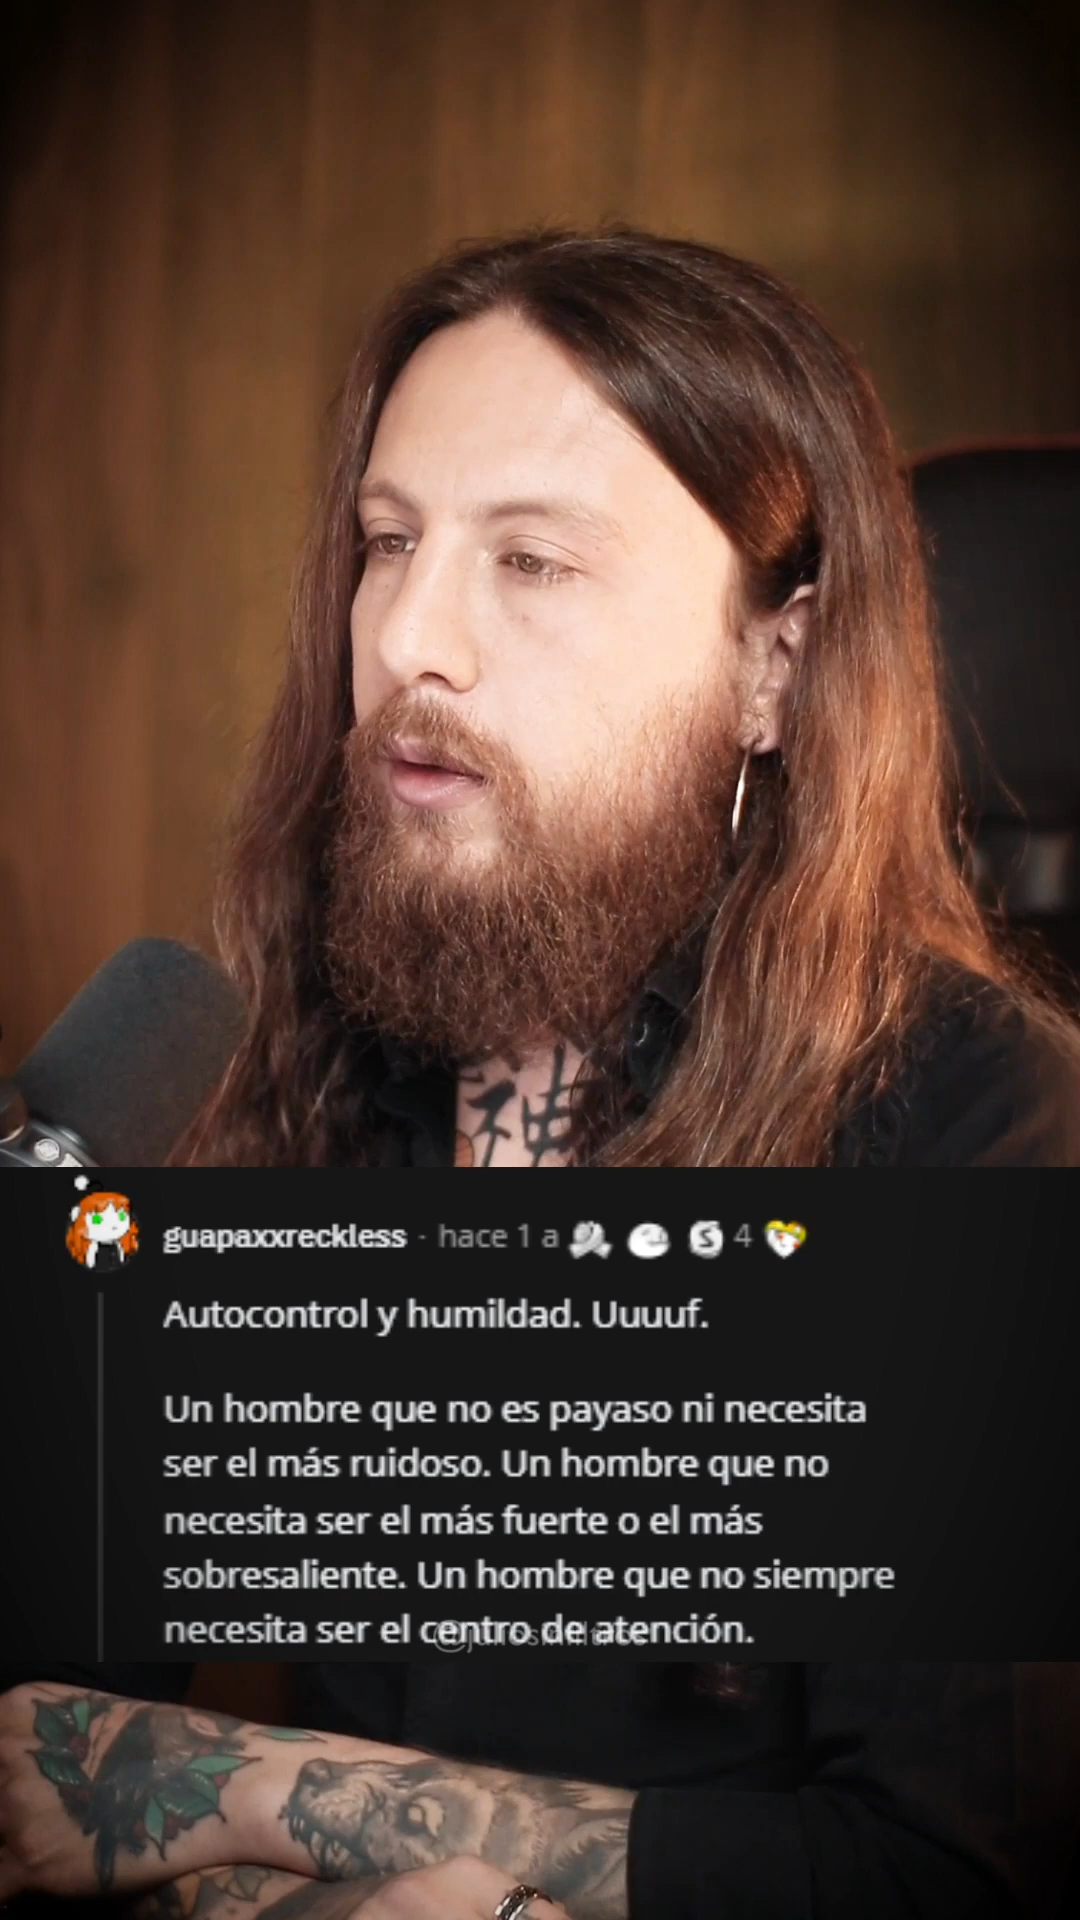 神
guapaxxreckless · hace 1 a 4
Autocontrol y humildad. Uuuuf.
Un hombre que no es payaso ni necesita
ser el más ruidoso. Un hombre que no
necesita ser el más fuerte o el más
sobresaliente. Un hombre que no siempre
necesita ser el centro de atención.